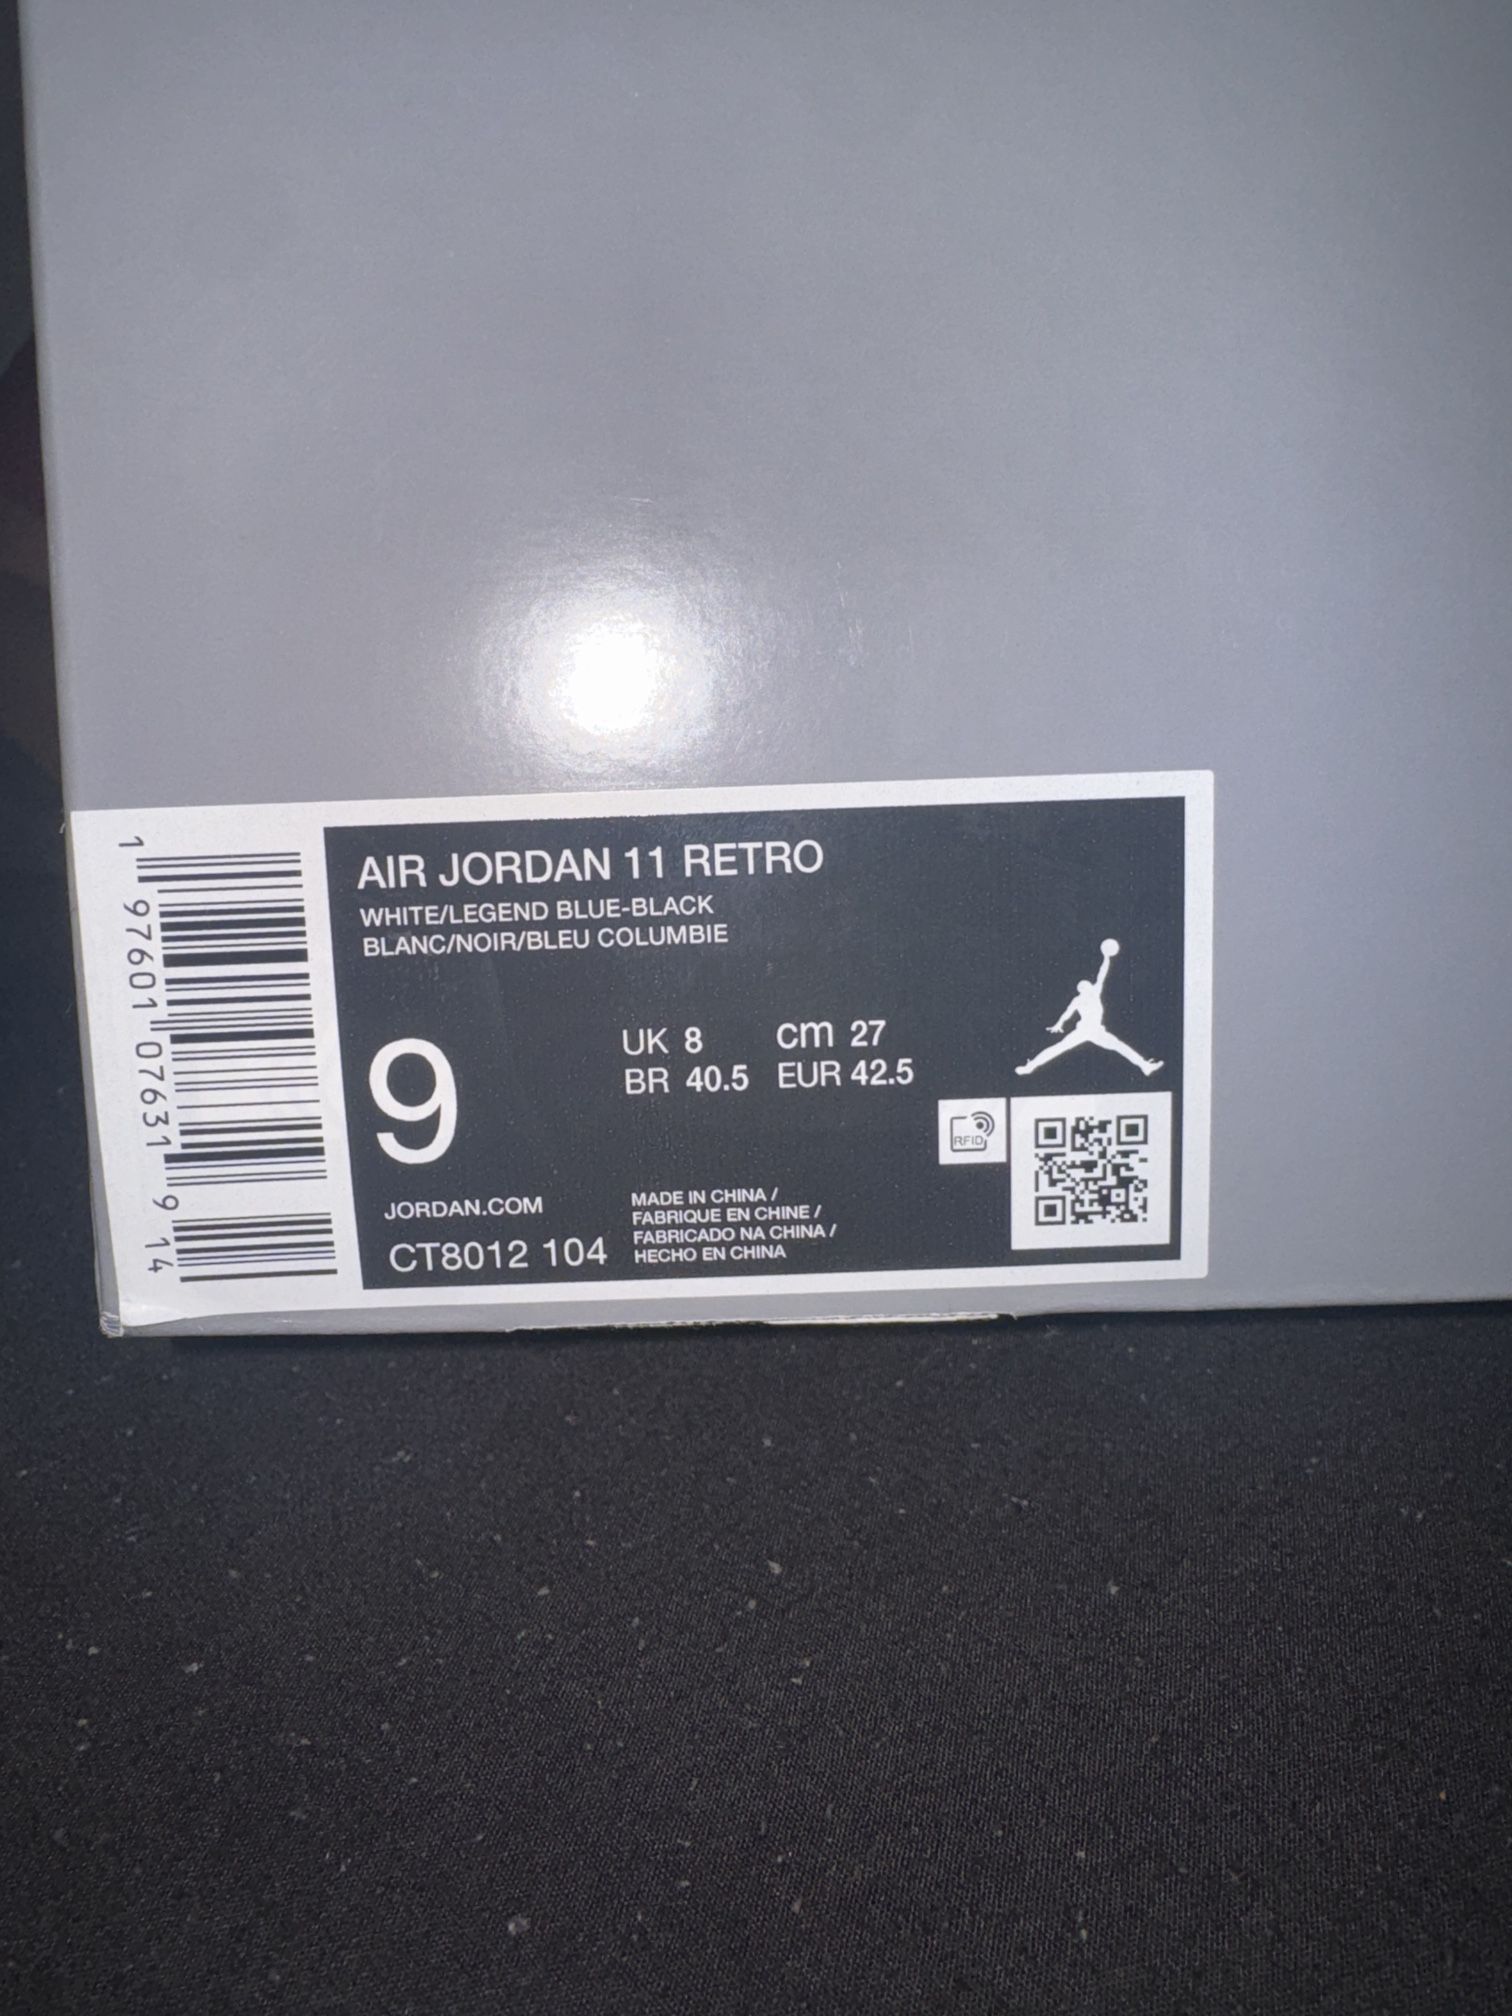 AIR JORDAN 11 RETRO
WHITE/LEGEND BLUE-BLACK
BLANC/NOIR/BLEU COLUMBIE
9
UK 8 cm 27
BR 40.5 EUR 42.5
RFID
JORDAN.COM
CT8012 104
MADE IN CHINA /
FABRIQUE EN CHINE /
FABRICADO NA CHINA /
HECHO EN CHINA
1 97601 07631 9 14